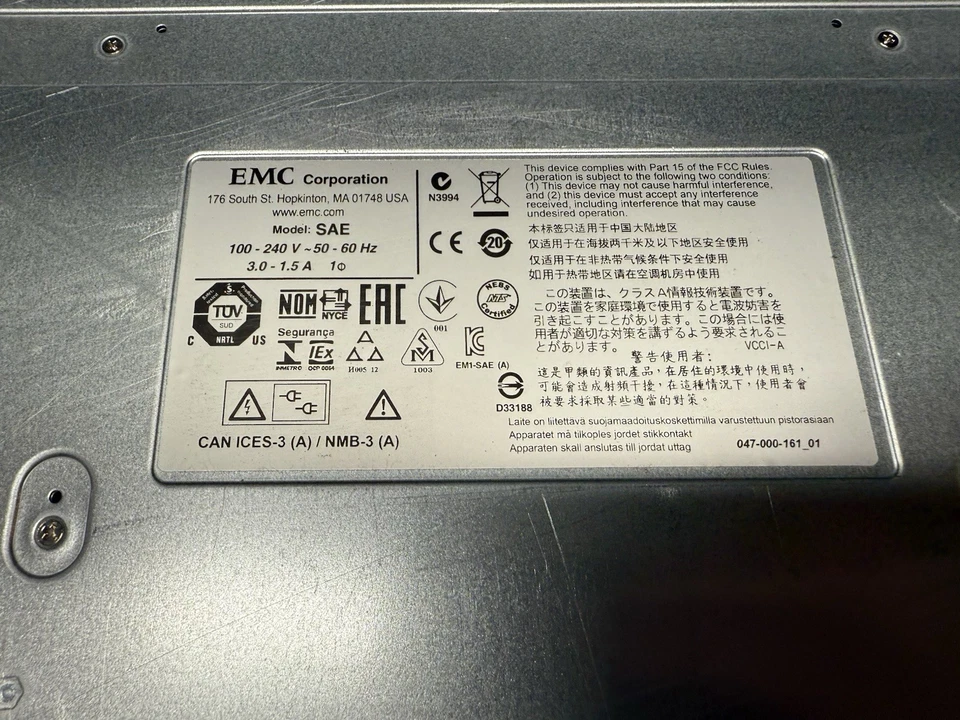 EMC Corporation
176 South St. Hopkinton, MA 01748 USA
www.emc.com
Model: SAE
100 - 240 V ~ 50 - 60 Hz
3.0 - 1.5 A 1Φ
N3994
CE
20
This device complies with Part 15 of the FCC Rules.
Operation is subject to the following two conditions:
(1) This device may not cause harmful interference,
and (2) this device must accept any interference
received, including interference that may cause
undesired operation.
本标签只适用于中国大陆地区
仅适用于在海拔两千米及以下地区安全使用
仅适用于在非热带气候条件下安全使用
如用于热带地区请在空调机房中使用
TÜV
SUD
C NRTL US
NOM
NYCE
EAC
001
NEBS
Certified
Segurança
INMETRO
OCP 0064
H005 12
1003
EM1-SAE (A)
D33188
この装置は、クラスA情報技術装置です。
この装置を家庭環境で使用すると電波妨害を
引き起こすことがあります。この場合には使
用者が適切な対策を講ずるよう要求されるこ
とがあります。 VCCI-A
警告使用者:
這是甲類的資訊產品，在居住的環境中使用時，
可能會造成射頻干擾，在這種情況下，使用者會
被要求採取某些適當的對策。
CAN ICES-3 (A) / NMB-3 (A)
Laite on liitettävä suojamaadoituskoskettimilla varustettuun pistorasiaan
Apparatet må tilkoples jordet stikkontakt
Apparaten skall anslutas till jordat uttag
047-000-161_01